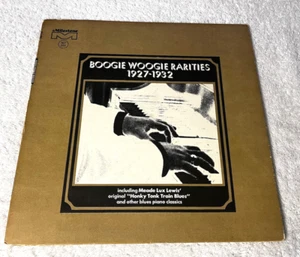 BOOGIE WOOGIE RARITIES
1927-1932
including Meade Lux Lewis'
original "Honky Tonk Train Blues"
and other blues piano classics